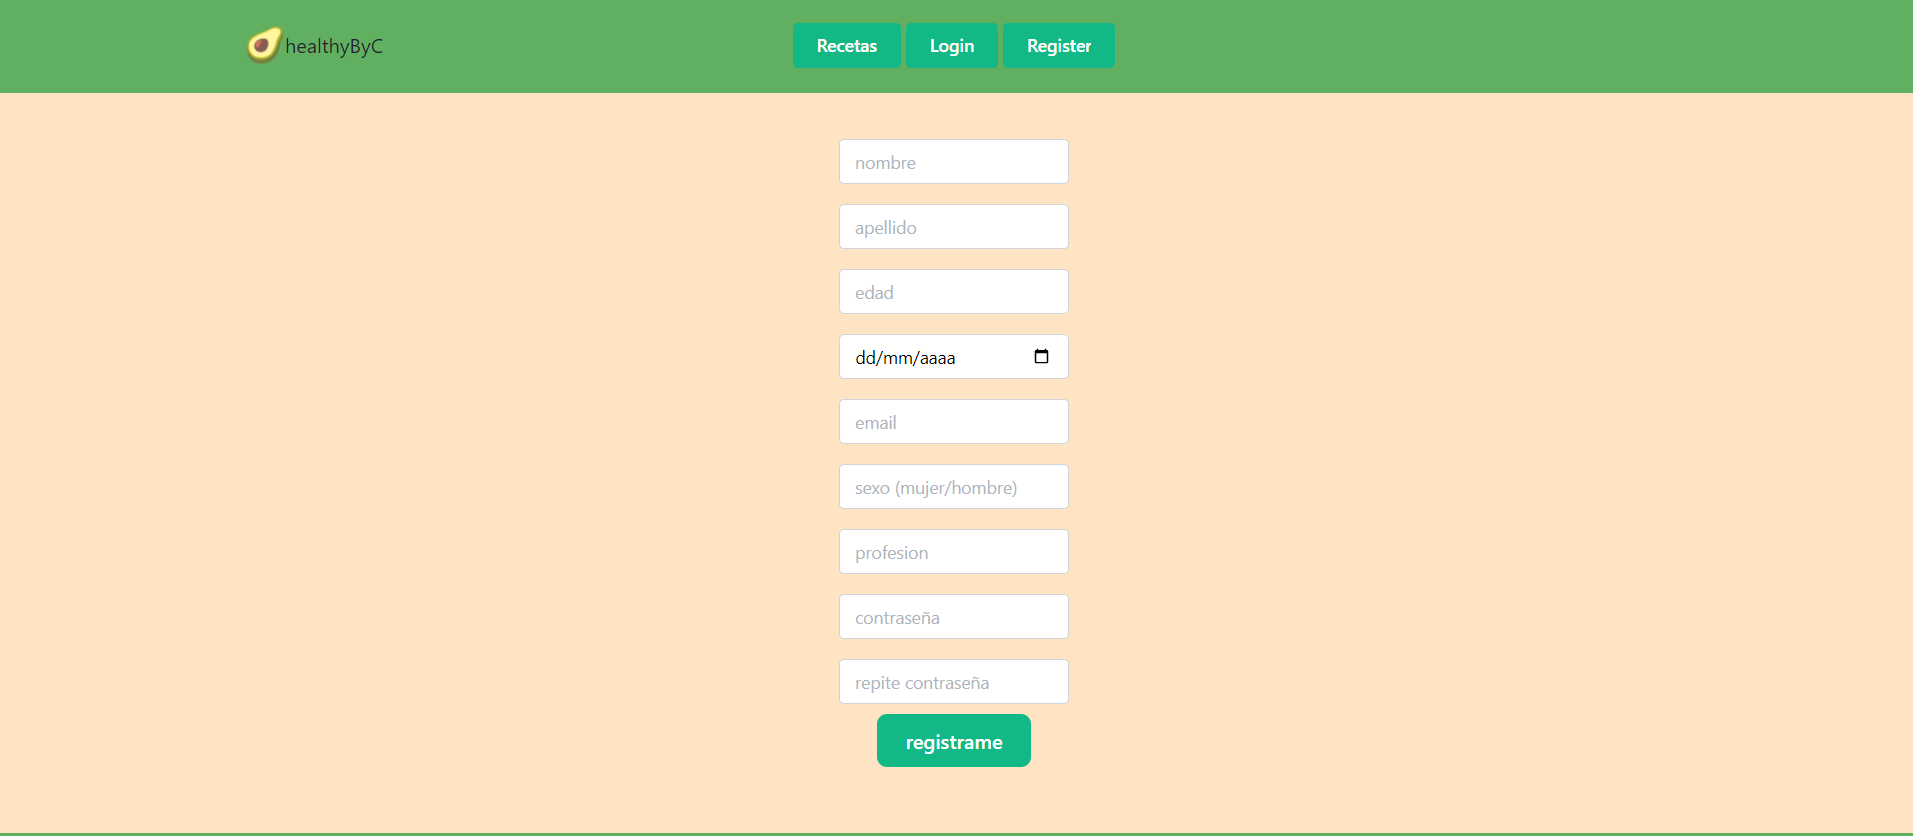 healthyByC
Recetas Login Register
nombre
apellido
edad
dd/mm/aaaa
email
sexo (mujer/hombre)
profesion
contraseña
repite contraseña
registrame